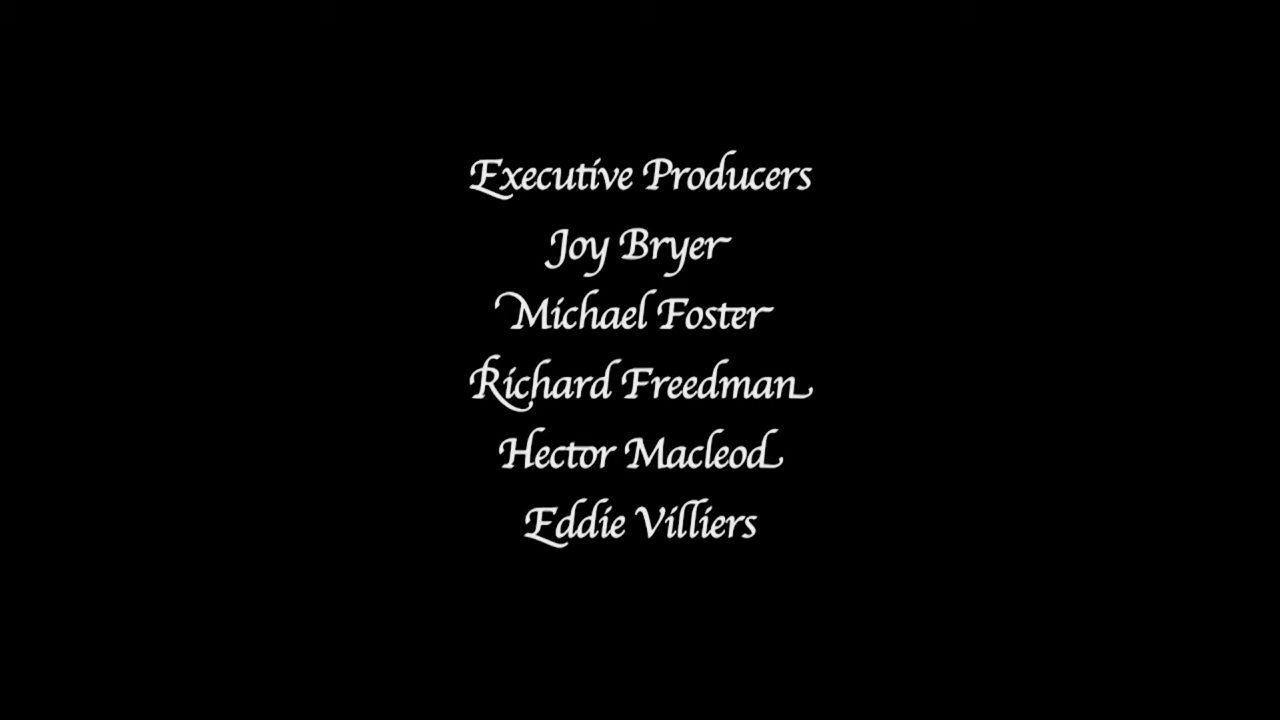 Executive Producers
Joy Bryer
Michael Foster
Richard Freedman
Hector Macleod
Eddie Villiers